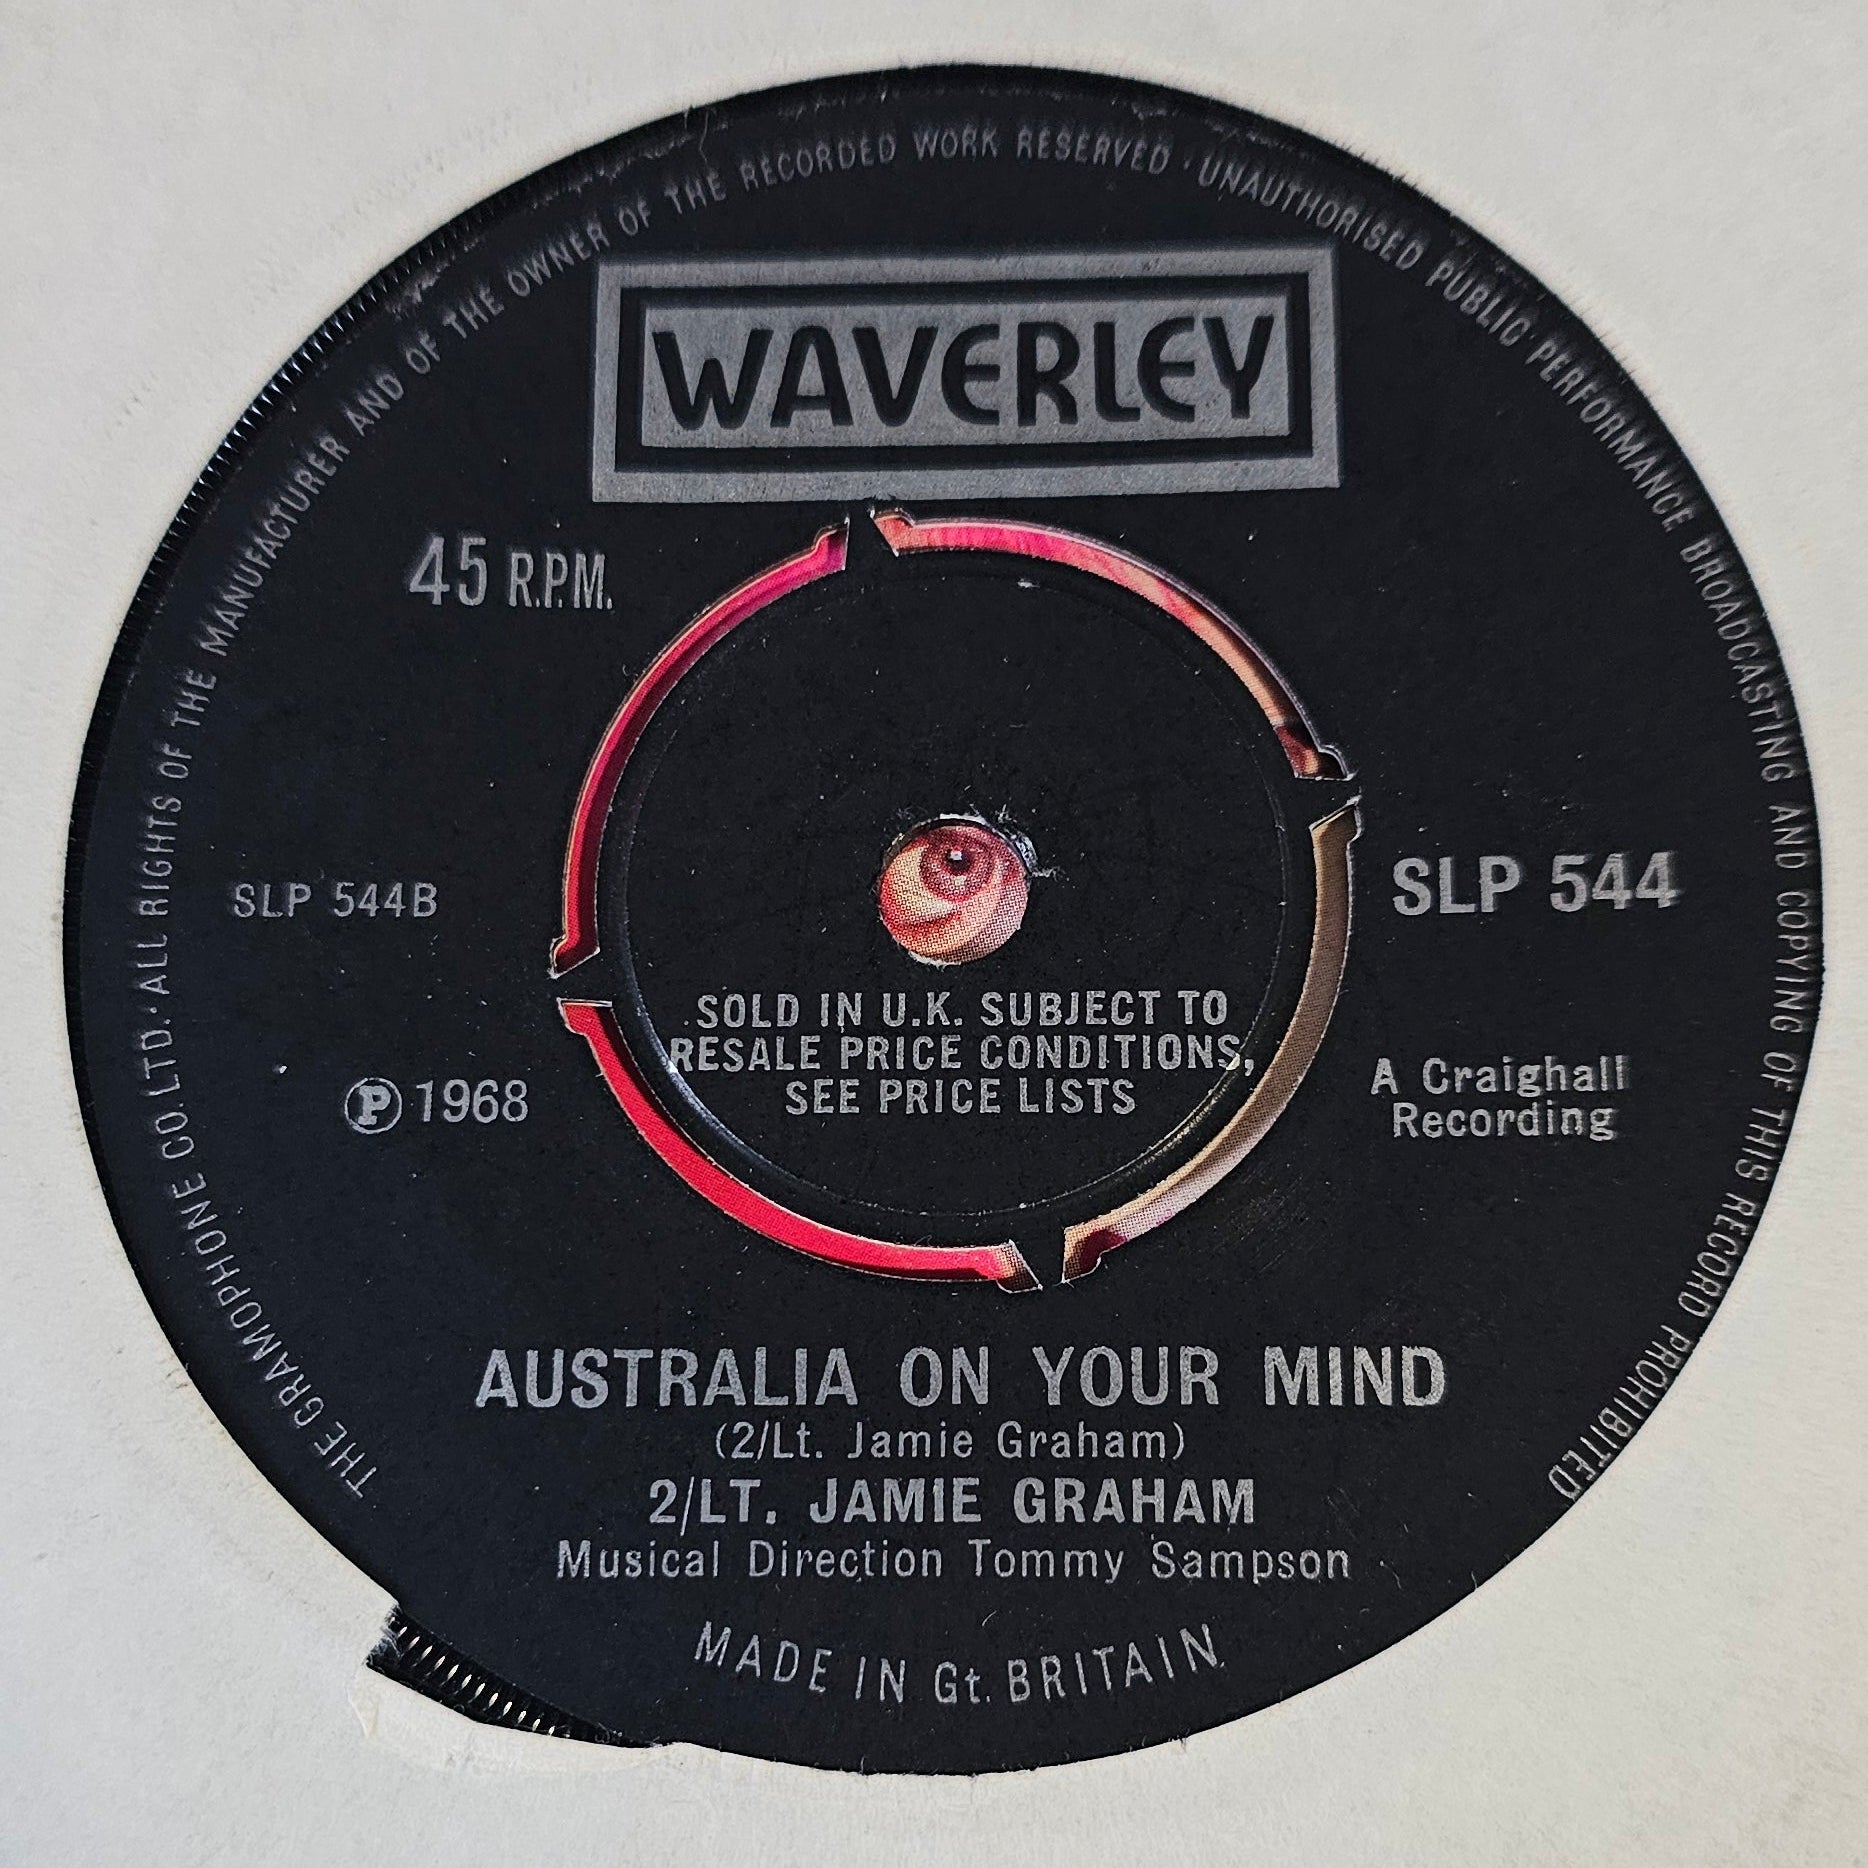 THE GRAMOPHONE CO.LTD. · ALL RIGHTS OF THE MANUFACTURER AND OF THE OWNER OF THE RECORDED WORK RESERVED · UNAUTHORISED PUBLIC PERFORMANCE BROADCASTING AND COPYING OF THIS RECORD PROHIBITED
WAVERLEY
45 R.P.M.
SLP 544B
SLP 544
SOLD IN U.K. SUBJECT TO
RESALE PRICE CONDITIONS,
SEE PRICE LISTS
Ⓟ 1968
A Craighall
Recording
AUSTRALIA ON YOUR MIND
(2/Lt. Jamie Graham)
2/LT. JAMIE GRAHAM
Musical Direction Tommy Sampson
MADE IN Gt. BRITAIN